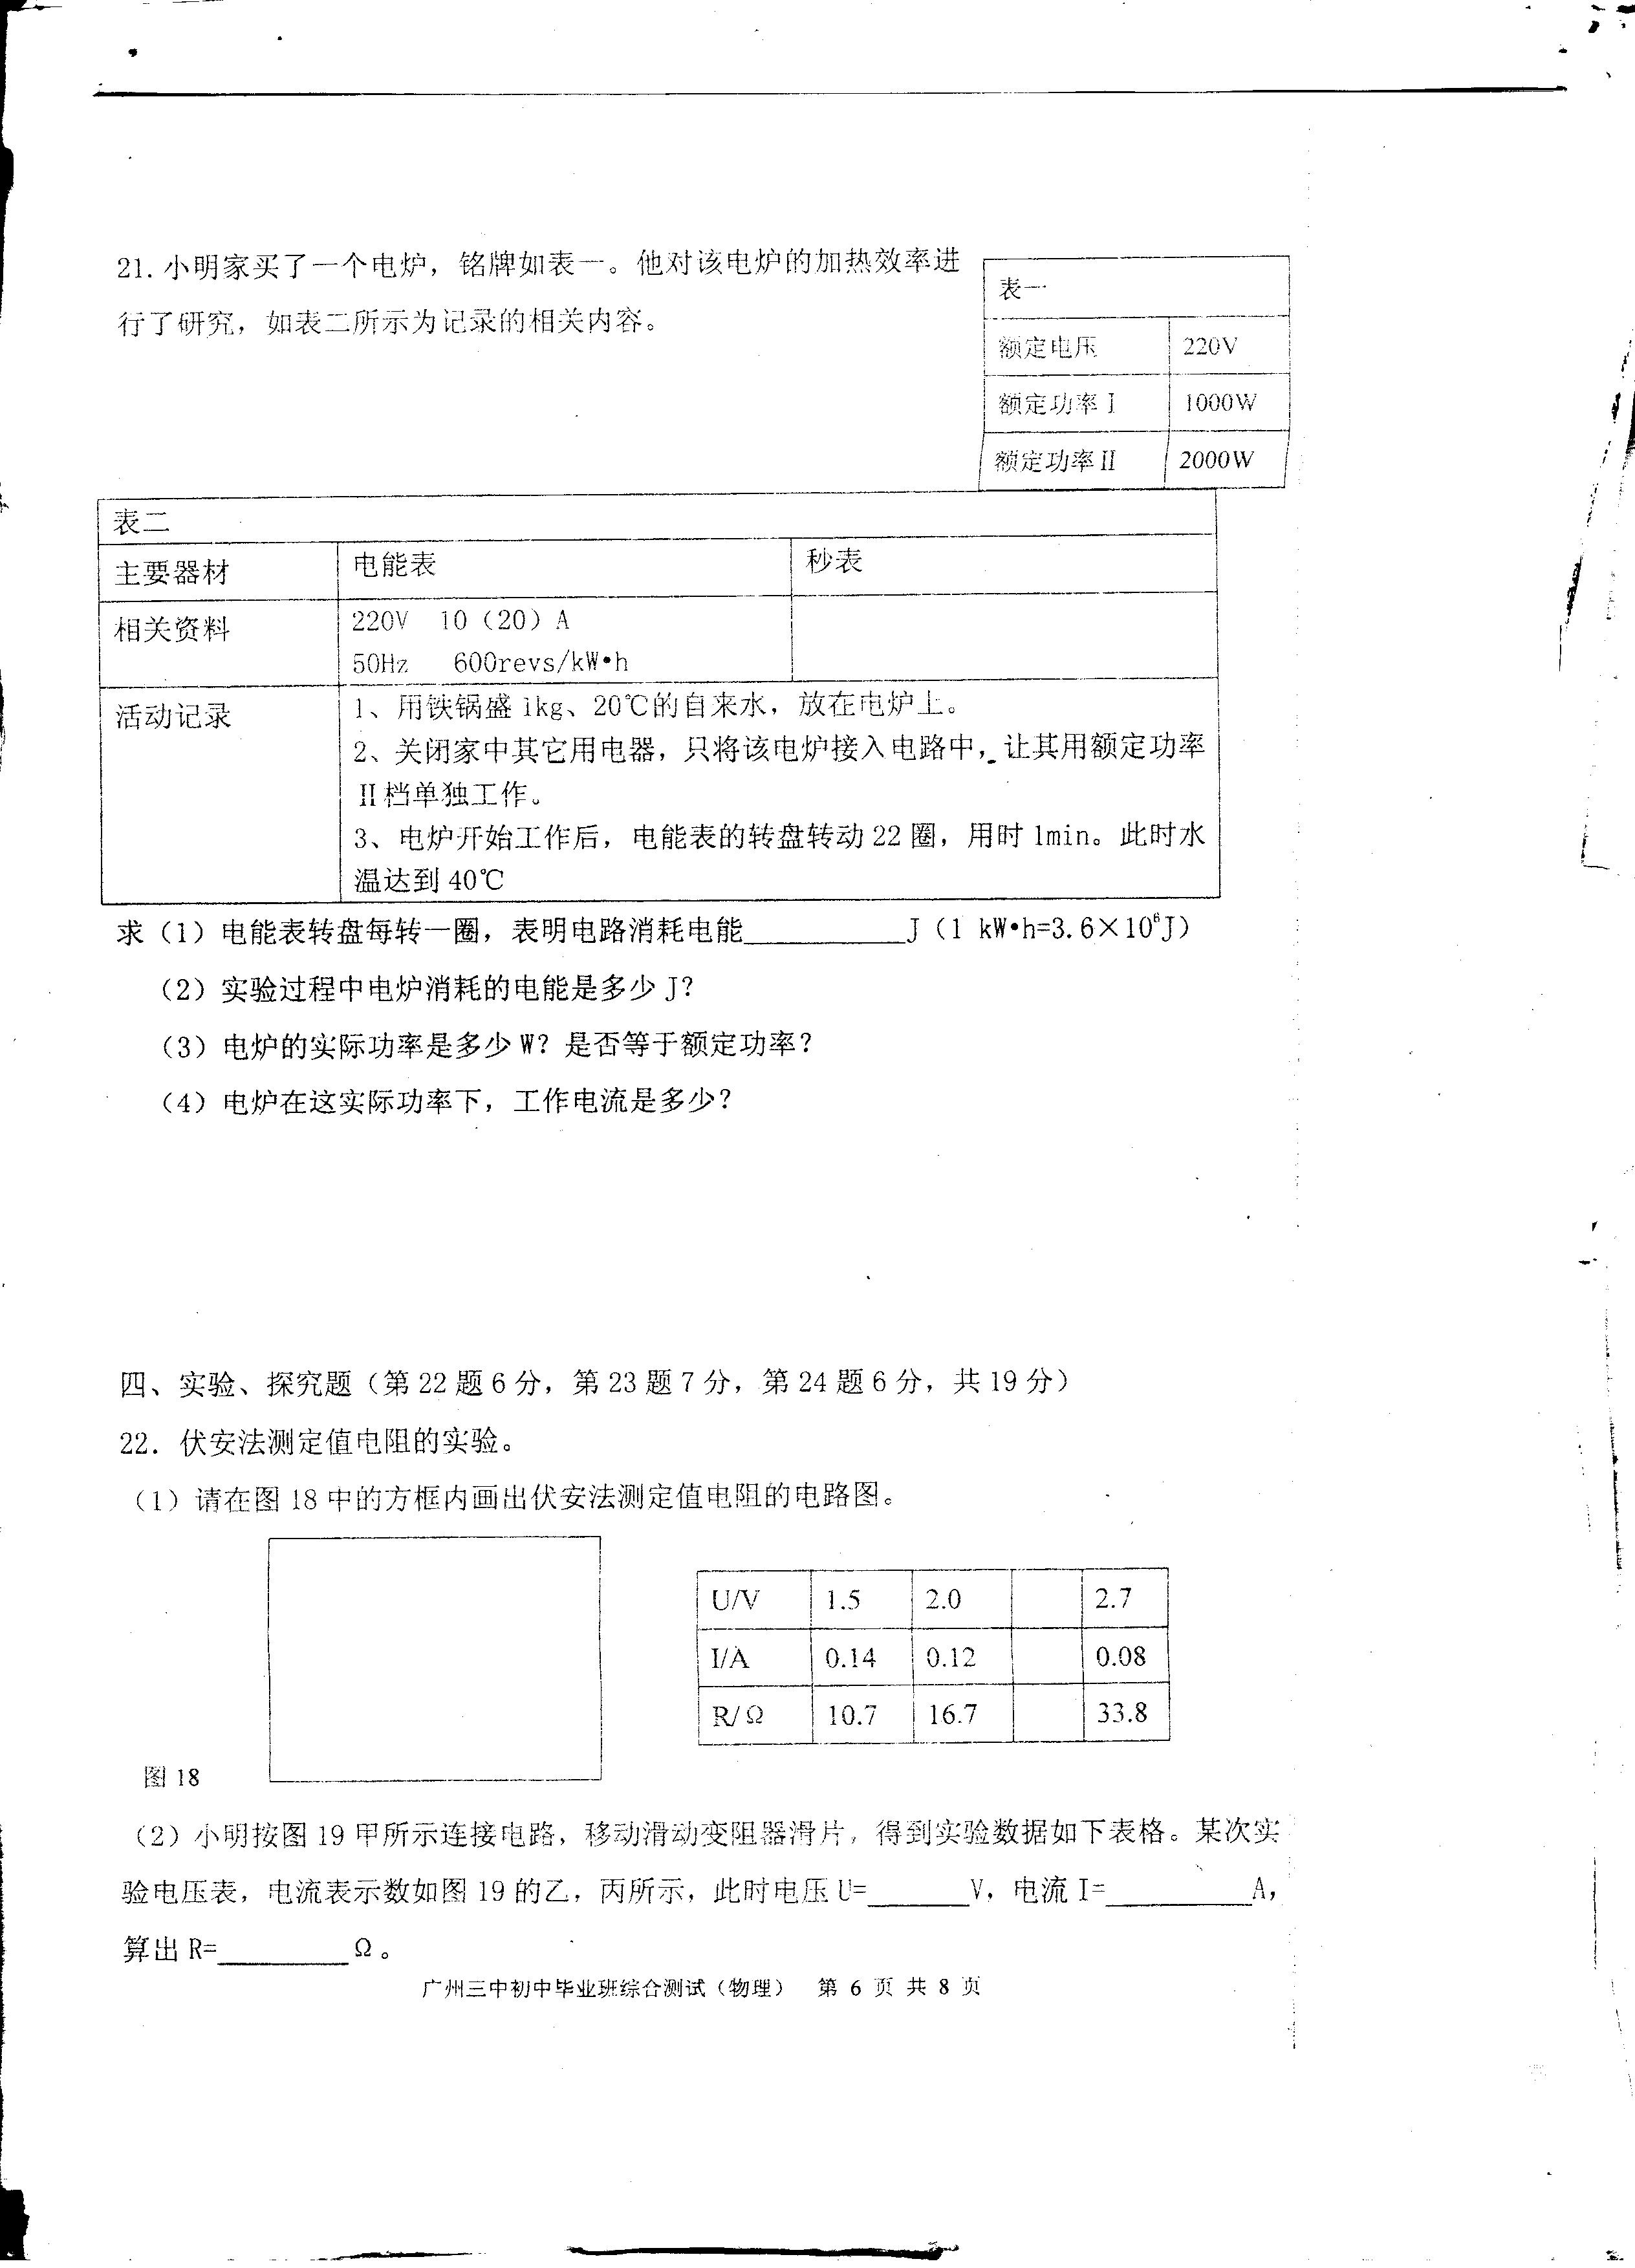 21. 小明家买了一个电炉，铭牌如表一。他对该电炉的加热效率进
行了研究，如表二所示为记录的相关内容。
表一
额定电压 220V
额定功率 I 1000W
额定功率 II 2000W
表二
主要器材 电能表 秒表
相关资料 220V 10（20）A
50Hz 600revs/kW•h
活动记录 1、用铁锅盛 1kg、20℃的自来水，放在电炉上。
2、关闭家中其它用电器，只将该电炉接入电路中，让其用额定功率
II 档单独工作。
3、电炉开始工作后，电能表的转盘转动 22 圈，用时 1min。此时水
温达到 40℃
求（1）电能表转盘每转一圈，表明电路消耗电能__________J（1 kW•h=3.6×10⁶J）
（2）实验过程中电炉消耗的电能是多少 J？
（3）电炉的实际功率是多少 W？是否等于额定功率？
（4）电炉在这实际功率下，工作电流是多少？
四、实验、探究题（第 22 题 6 分，第 23 题 7 分，第 24 题 6 分，共 19 分）
22. 伏安法测定值电阻的实验。
（1）请在图 18 中的方框内画出伏安法测定值电阻的电路图。
U/V 1.5 2.0 2.7
I/A 0.14 0.12 0.08
R/Ω 10.7 16.7 33.8
图 18
（2）小明按图 19 甲所示连接电路，移动滑动变阻器滑片，得到实验数据如下表格。某次实
验电压表，电流表示数如图 19 的乙，丙所示，此时电压 U=______V，电流 I=_________A，
算出 R=________Ω。
广州三中初中毕业班综合测试（物理） 第 6 页 共 8 页